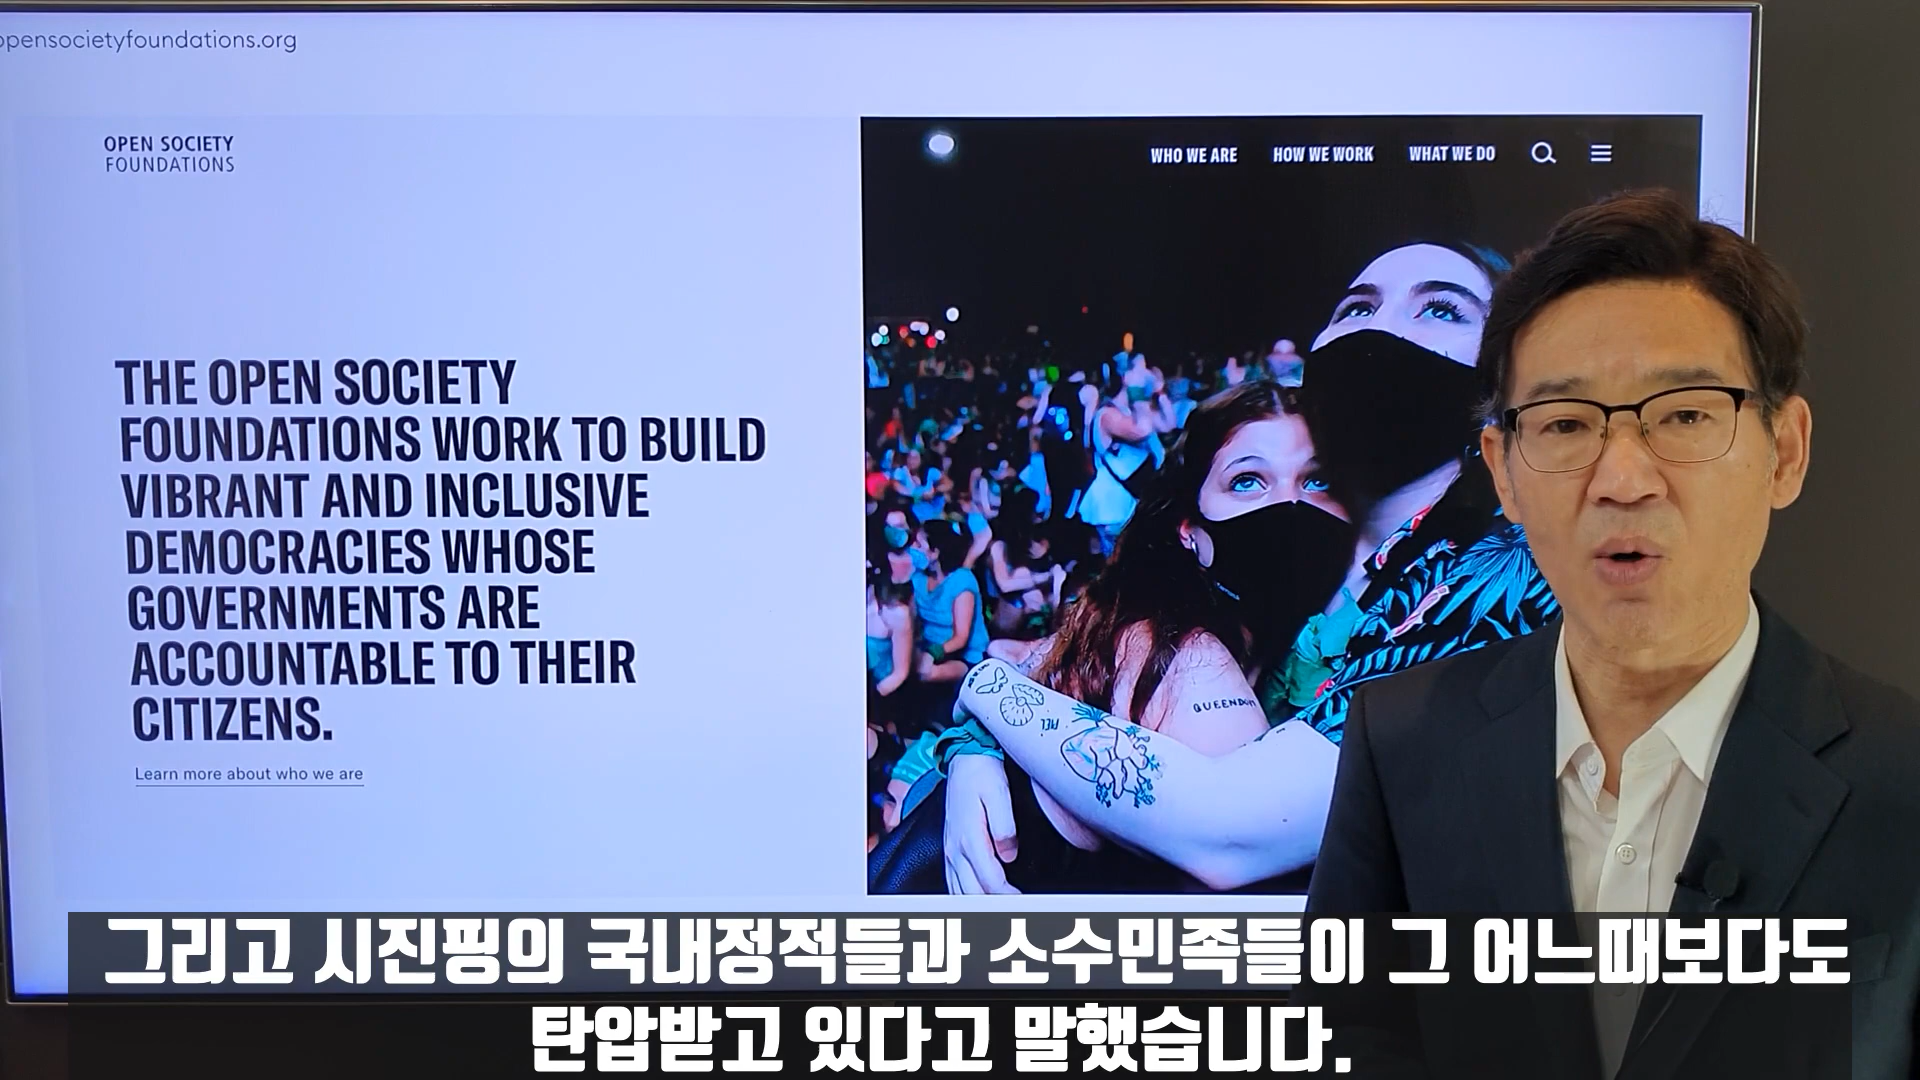 opensocietyfoundations.org
OPEN SOCIETY
FOUNDATIONS
WHO WE ARE
HOW WE WORK
WHAT WE DO
THE OPEN SOCIETY
FOUNDATIONS WORK TO BUILD
VIBRANT AND INCLUSIVE
DEMOCRACIES WHOSE
GOVERNMENTS ARE
ACCOUNTABLE TO THEIR
CITIZENS.
Learn more about who we are
QUEENDOM
그리고 시진핑의 국내정적들과 소수민족들이 그 어느때보다도
탄압받고 있다고 말했습니다.